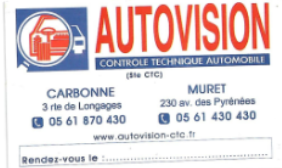 AUTOVISION
CONTROLE TECHNIQUE AUTOMOBILE
(Sté CTC)
CARBONNE
3 rte de Longages
05 61 870 430
MURET
230 av. des Pyrénées
05 61 430 430
www.autovision-ctc.fr
Rendez-vous le :